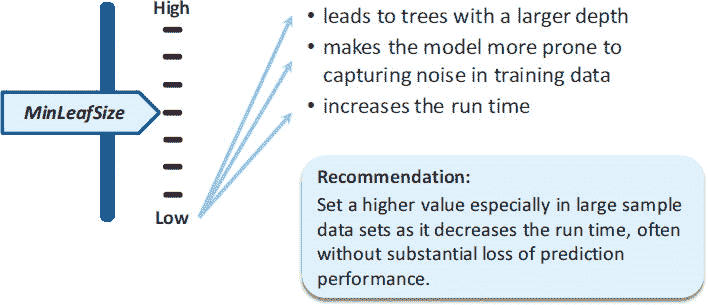 High
• leads to trees with a larger depth
• makes the model more prone to
capturing noise in training data
MinLeafSize
• increases the run time
Recommendation:
Set a higher value especially in large sample
data sets as it decreases the run time, often
without substantial loss of prediction
performance.
Low